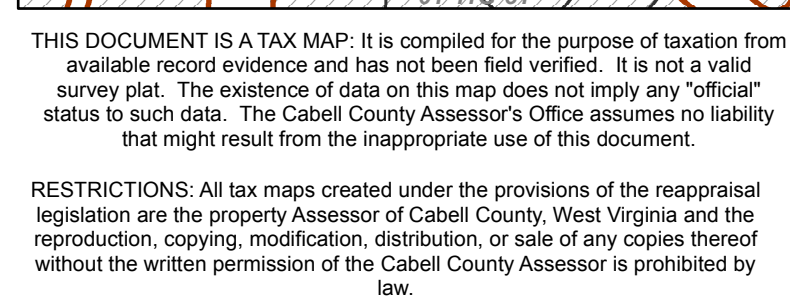 THIS DOCUMENT IS A TAX MAP: It is compiled for the purpose of taxation from
available record evidence and has not been field verified. It is not a valid
survey plat. The existence of data on this map does not imply any "official"
status to such data. The Cabell County Assessor's Office assumes no liability
that might result from the inappropriate use of this document.
RESTRICTIONS: All tax maps created under the provisions of the reappraisal
legislation are the property Assessor of Cabell County, West Virginia and the
reproduction, copying, modification, distribution, or sale of any copies thereof
without the written permission of the Cabell County Assessor is prohibited by
law.